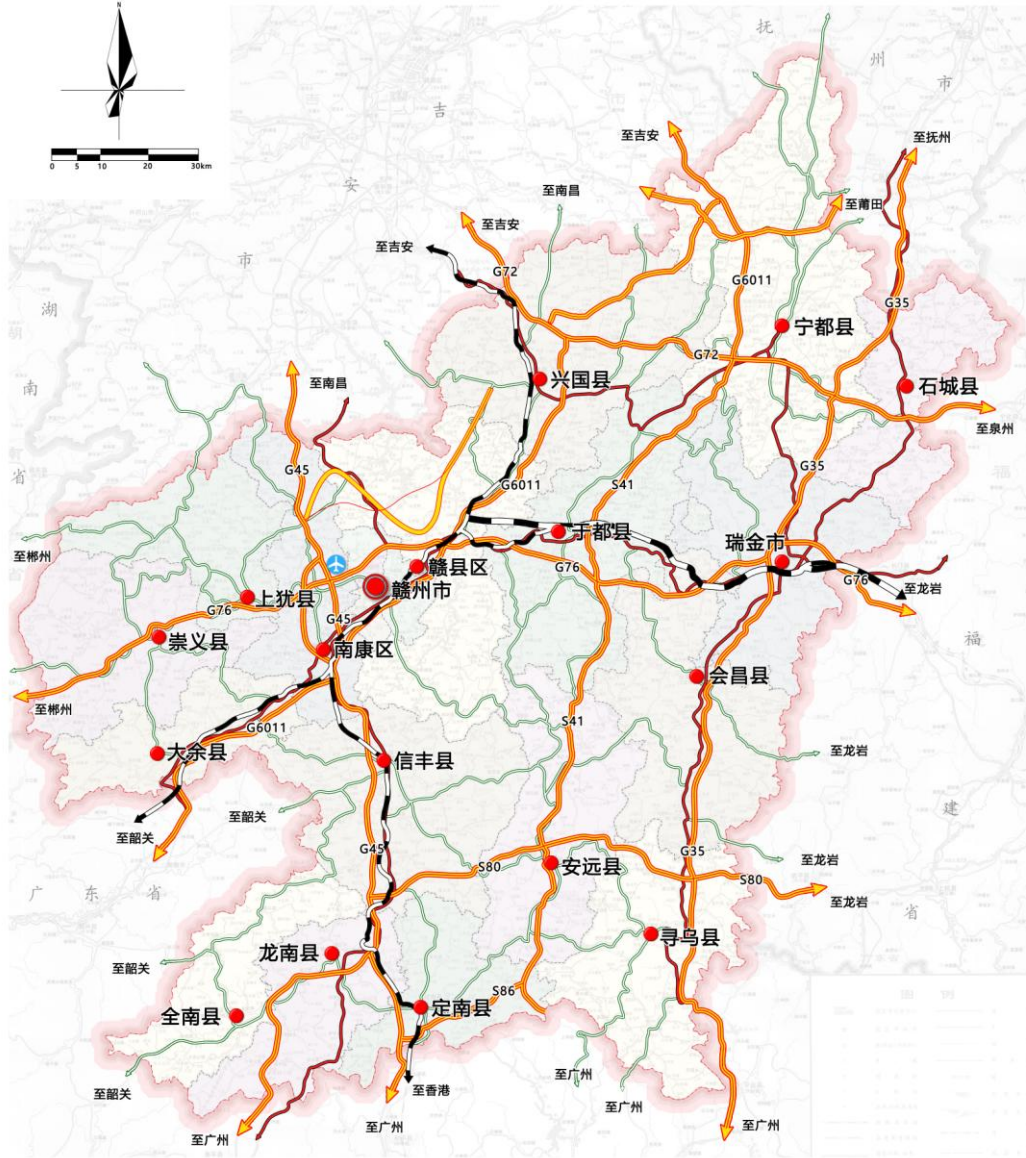 N
0 5 10 20 30km
抚
州
市
吉
安
市
湖
南
省
至吉安
至抚州
至南昌
至莆田
至吉安
至吉安
G72
G6011
G35
宁都县
G72
兴国县
石城县
至南昌
至泉州
福
G45
G35
G6011
S41
至郴州
于都县
瑞金市
赣县区
G76
G76
赣州市
至龙岩
上犹县
G76
G45
崇义县
南康区
福
会昌县
至郴州
G6011
S41
大余县
信丰县
至龙岩
建
至韶关
至韶关
G45
G35
至龙岩
S80
安远县
S80
广东省
至龙岩
省
寻乌县
龙南县
至韶关
S86
定南县
全南县
至韶关
至香港
至广州
至广州
至广州
至广州
至广州